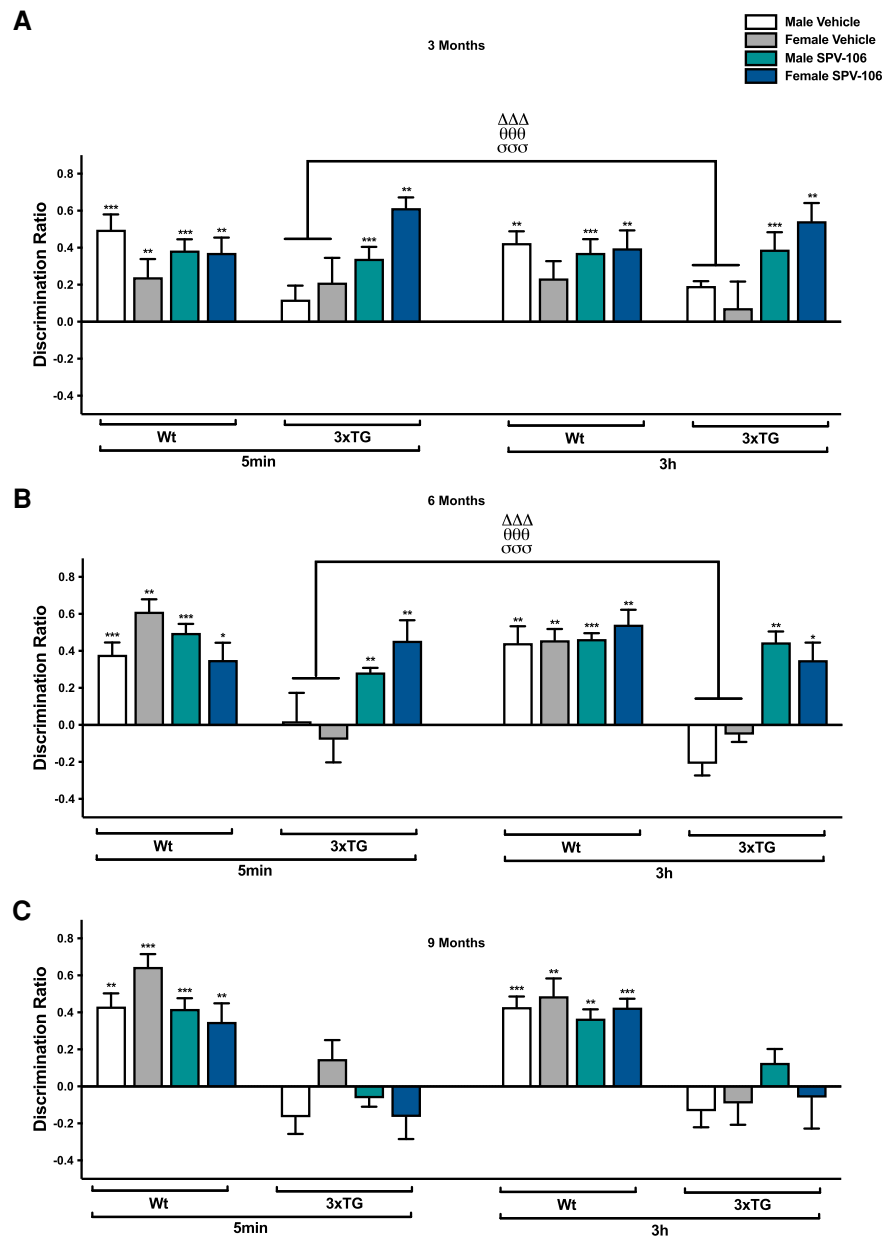 A
3 Months
Male Vehicle
Female Vehicle
Male SPV-106
Female SPV-106
ΔΔΔ
θθθ
σσσ
Discrimination Ratio
0.8
0.6
0.4
0.2
0.0
-0.2
-0.4
*** ** *** ** *** ** ** *** ** *** **
Wt 3xTG Wt 3xTG
5min 3h
B
6 Months
ΔΔΔ
θθθ
σσσ
Discrimination Ratio
0.8
0.6
0.4
0.2
0.0
-0.2
-0.4
*** ** *** * ** ** ** ** *** ** ** *
Wt 3xTG Wt 3xTG
5min 3h
C
9 Months
Discrimination Ratio
0.8
0.6
0.4
0.2
0.0
-0.2
-0.4
** *** *** ** *** ** ** ***
Wt 3xTG Wt 3xTG
5min 3h